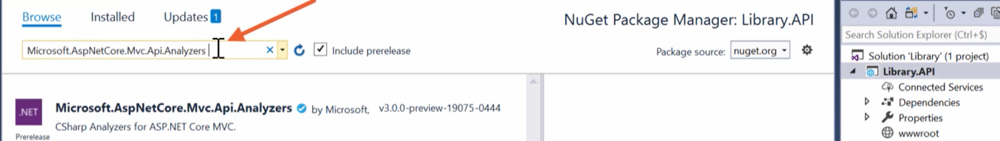 Browse Installed Updates 1
NuGet Package Manager: Library.API
Microsoft.AspNetCore.Mvc.Api.Analyzers
Include prerelease
Package source: nuget.org
.NET
Prerelease
Microsoft.AspNetCore.Mvc.Api.Analyzers by Microsoft, v3.0.0-preview-19075-0444
CSharp Analyzers for ASP.NET Core MVC.
Search Solution Explorer (Ctrl+$)
Solution 'Library' (1 project)
Library.API
Connected Services
Dependencies
Properties
wwwroot